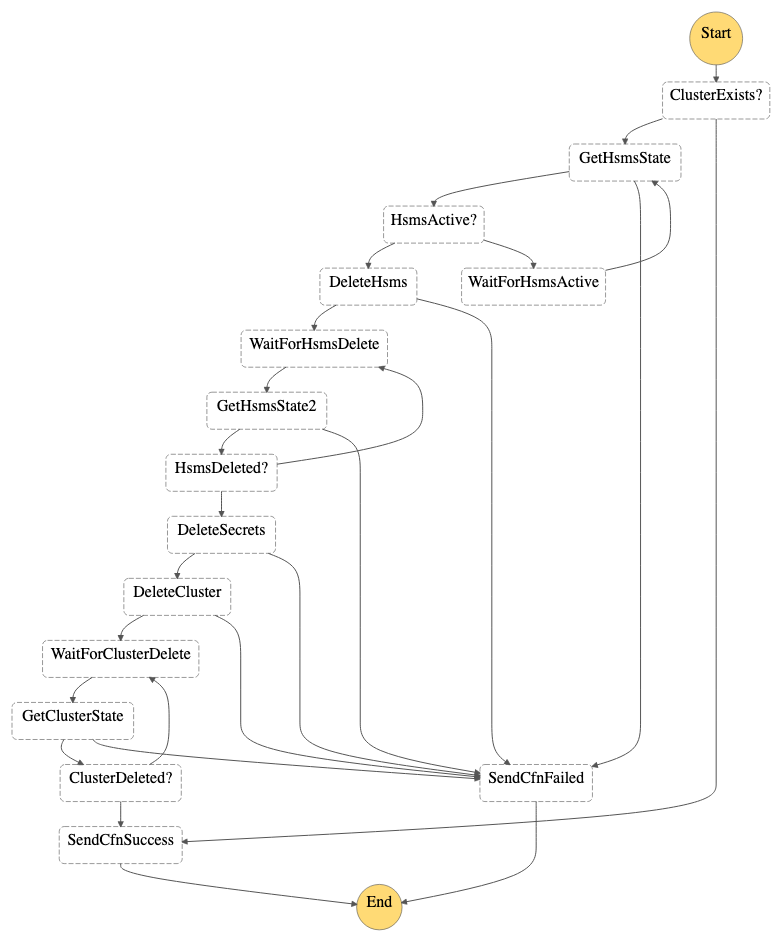 Start
ClusterExists?
GetHsmsState
HsmsActive?
DeleteHsms
WaitForHsmsActive
WaitForHsmsDelete
GetHsmsState2
HsmsDeleted?
DeleteSecrets
DeleteCluster
WaitForClusterDelete
GetClusterState
ClusterDeleted?
SendCfnFailed
SendCfnSuccess
End